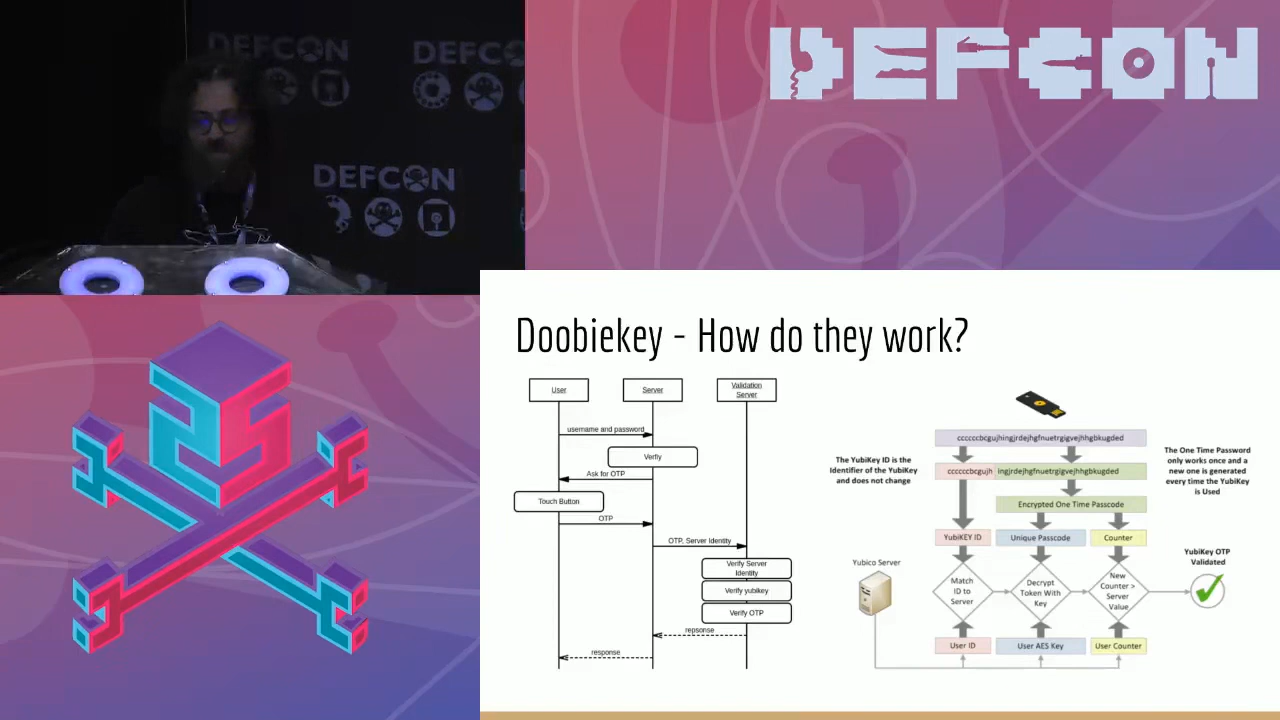 DEFCON
DEFCON
DEFCON
DEFCON
Doobiekey - How do they work?
User
Server
Validation
Server
username and password
Verfiy
Ask for OTP
Touch Button
OTP
OTP, Server Identity
Verify Server
Identity
Verify yubikey
Verify OTP
repsonse
response
ccccccbcgujhingjrdejhgfnuetrgigvejhhgbkugded
The YubiKey ID is the
Identifier of the YubiKey
and does not change
ccccccbcgujh
ingjrdejhgfnuetrgigvejhhgbkugded
The One Time Password
only works once and a
new one is generated
every time the YubiKey
is Used
Encrypted One Time Passcode
YubiKEY ID
Unique Passcode
Counter
Yubico Server
Match
ID to
Server
Decrypt
Token With
Key
New
Counter >
Server
Value
YubiKey OTP
Validated
User ID
User AES Key
User Counter